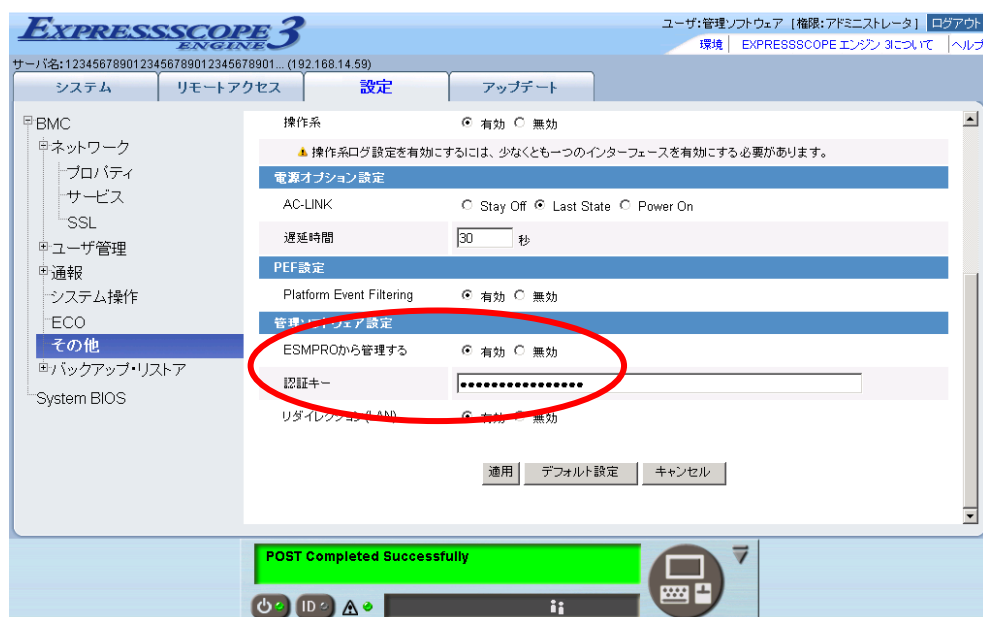 EXPRESSSCOPE
ENGINE 3
ユーザ:管理ソフトウェア [権限:アドミニストレータ] ログアウト
環境 EXPRESSSCOPE エンジン 3について ヘルプ
サーバ名:1234567890123456789012345678901... (192.168.14.59)
システム リモートアクセス 設定 アップデート
BMC
ネットワーク
プロパティ
サービス
SSL
ユーザ管理
通報
システム操作
ECO
その他
バックアップ・リストア
System BIOS
操作系 有効 無効
操作系ログ設定を有効にするには、少なくとも一つのインターフェースを有効にする必要があります。
電源オプション設定
AC-LINK Stay Off Last State Power On
遅延時間 30 秒
PEF設定
Platform Event Filtering 有効 無効
管理ソフトウェア設定
ESMPROから管理する 有効 無効
認証キー ●●●●●●●●●●●●●●●●
リダイレクション(LAN) 有効 無効
適用 デフォルト設定 キャンセル
POST Completed Successfully
ID